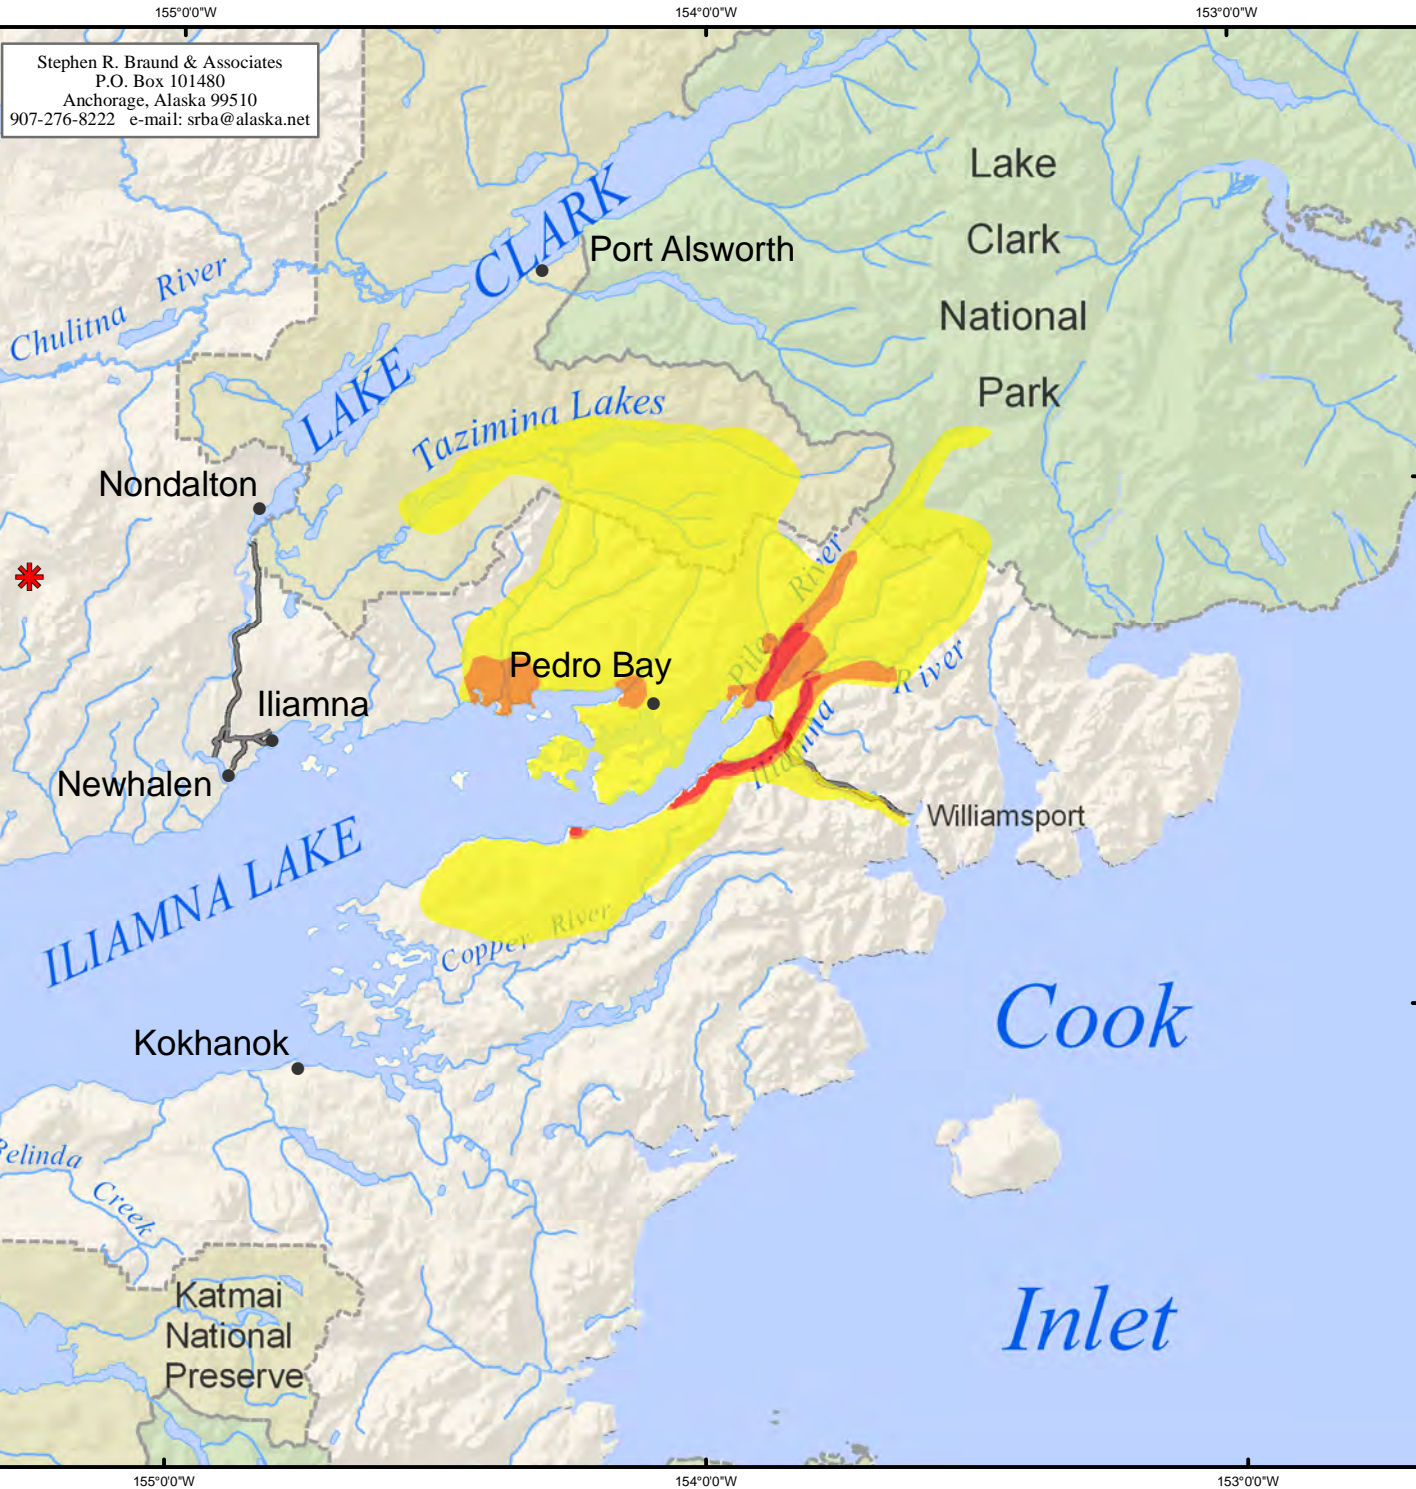 155°0'0"W
154°0'0"W
153°0'0"W
Stephen R. Braund & Associates
P.O. Box 101480
Anchorage, Alaska 99510
907-276-8222 e-mail: srba@alaska.net
Lake
Clark
National
Park
LAKE CLARK
Port Alsworth
Chulitna River
Tazimina Lakes
Nondalton
Pile River
Pedro Bay
Iliamna River
Iliamna
Newhalen
Williamsport
ILIAMNA LAKE
Copper River
Cook
Inlet
Kokhanok
Belinda
Creek
Katmai
National
Preserve
155°0'0"W
154°0'0"W
153°0'0"W